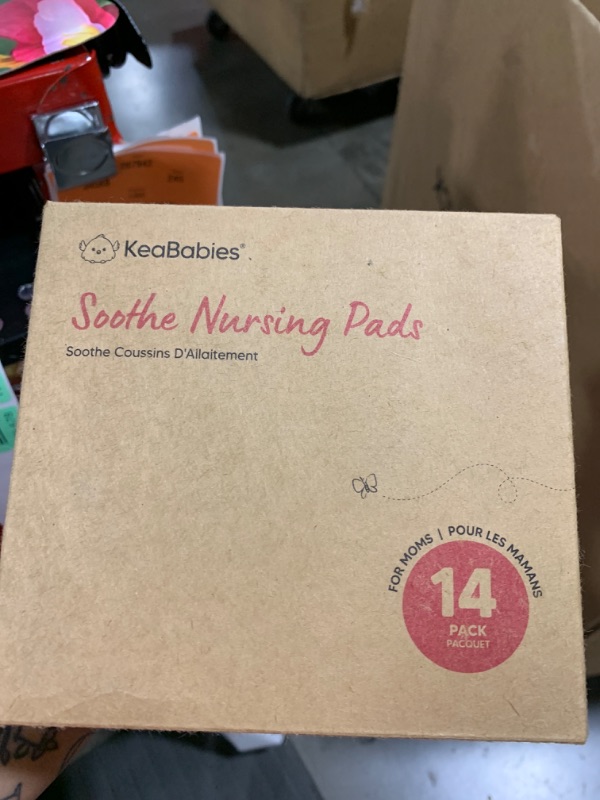 KeaBabies®
Soothe Nursing Pads
Soothe Coussins D'Allaitement
FOR MOMS | POUR LES MAMANS
14
PACK
PACQUET